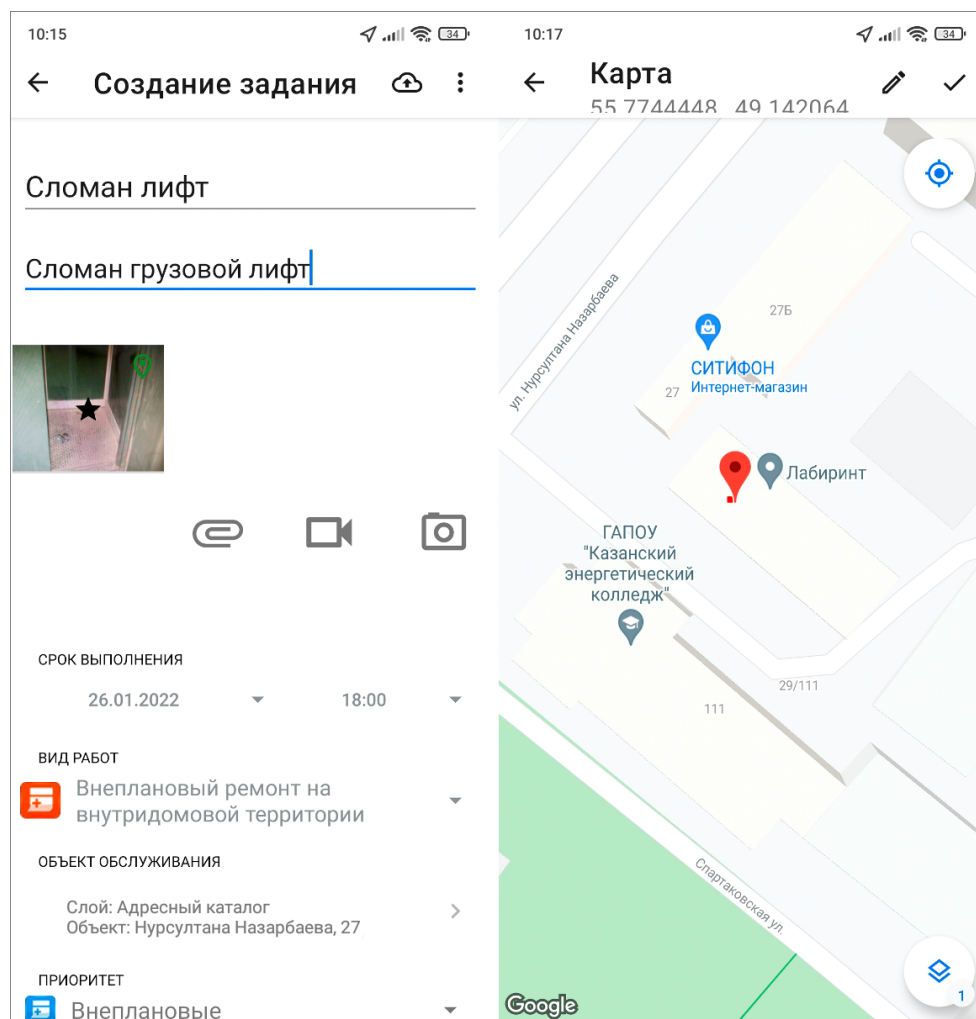 10:15
34
Создание задания
Сломан лифт
Сломан грузовой лифт
СРОК ВЫПОЛНЕНИЯ
26.01.2022
18:00
ВИД РАБОТ
Внеплановый ремонт на
внутридомовой территории
ОБЪЕКТ ОБСЛУЖИВАНИЯ
Слой: Адресный каталог
Объект: Нурсултана Назарбаева, 27
ПРИОРИТЕТ
Внеплановые
10:17
34
Карта
55.7744448 49.142064
ул. Нурсултана Назарбаева
27Б
СИТИФОН
Интернет-магазин
27
Лабиринт
ГАПОУ
"Казанский
энергетический
колледж"
29/111
111
Спартаковская ул.
Google
1